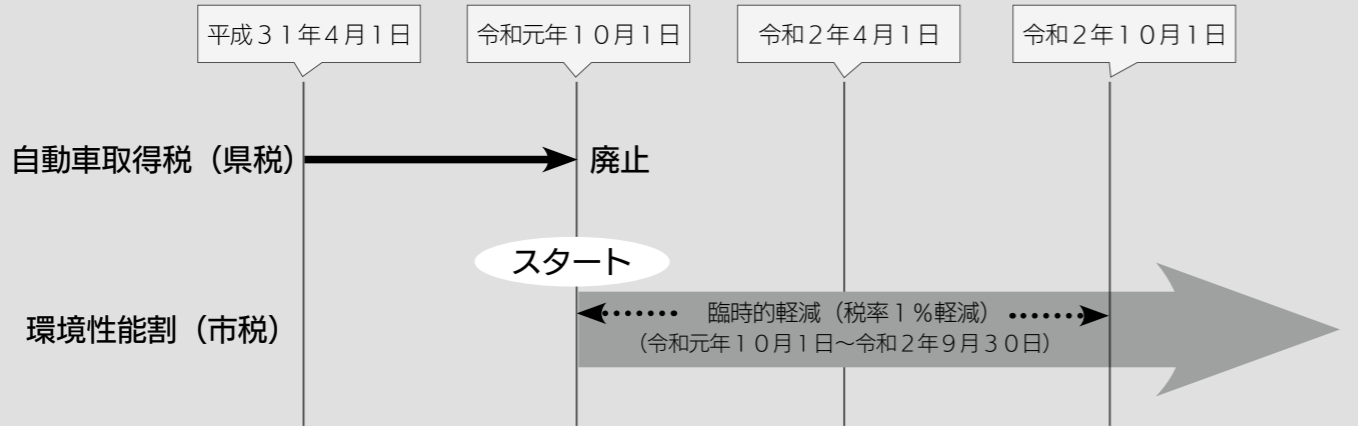 平成３１年４月１日
令和元年１０月１日
令和２年４月１日
令和２年１０月１日
自動車取得税（県税）
廃止
スタート
環境性能割（市税）
臨時的軽減（税率１％軽減）
（令和元年１０月１日～令和２年９月３０日）